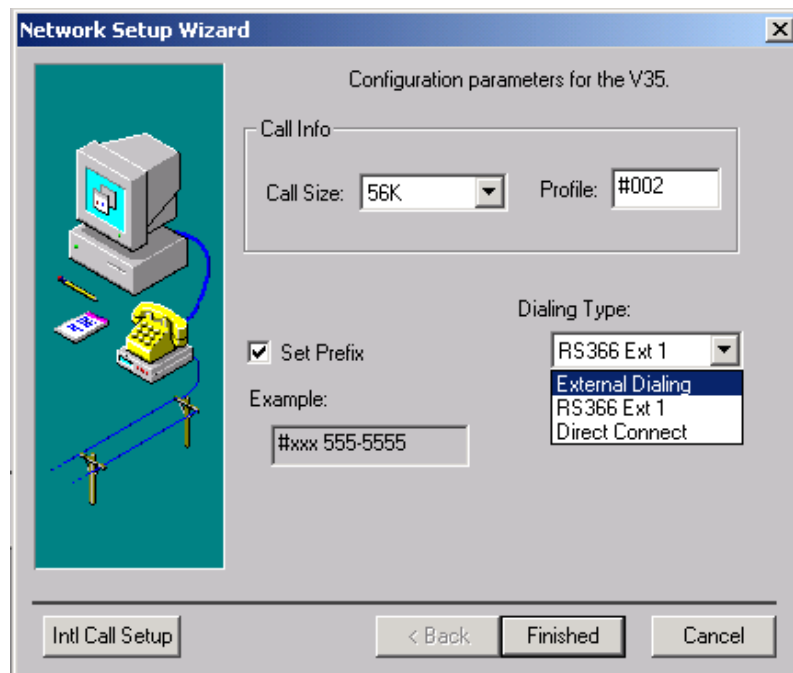 Network Setup Wizard
Configuration parameters for the V35.
Call Info
Call Size: 56K Profile: #002
Dialing Type:
Set Prefix RS366 Ext 1
External Dialing
RS366 Ext 1
Direct Connect
Example:
#xxx 555-5555
Intl Call Setup < Back Finished Cancel